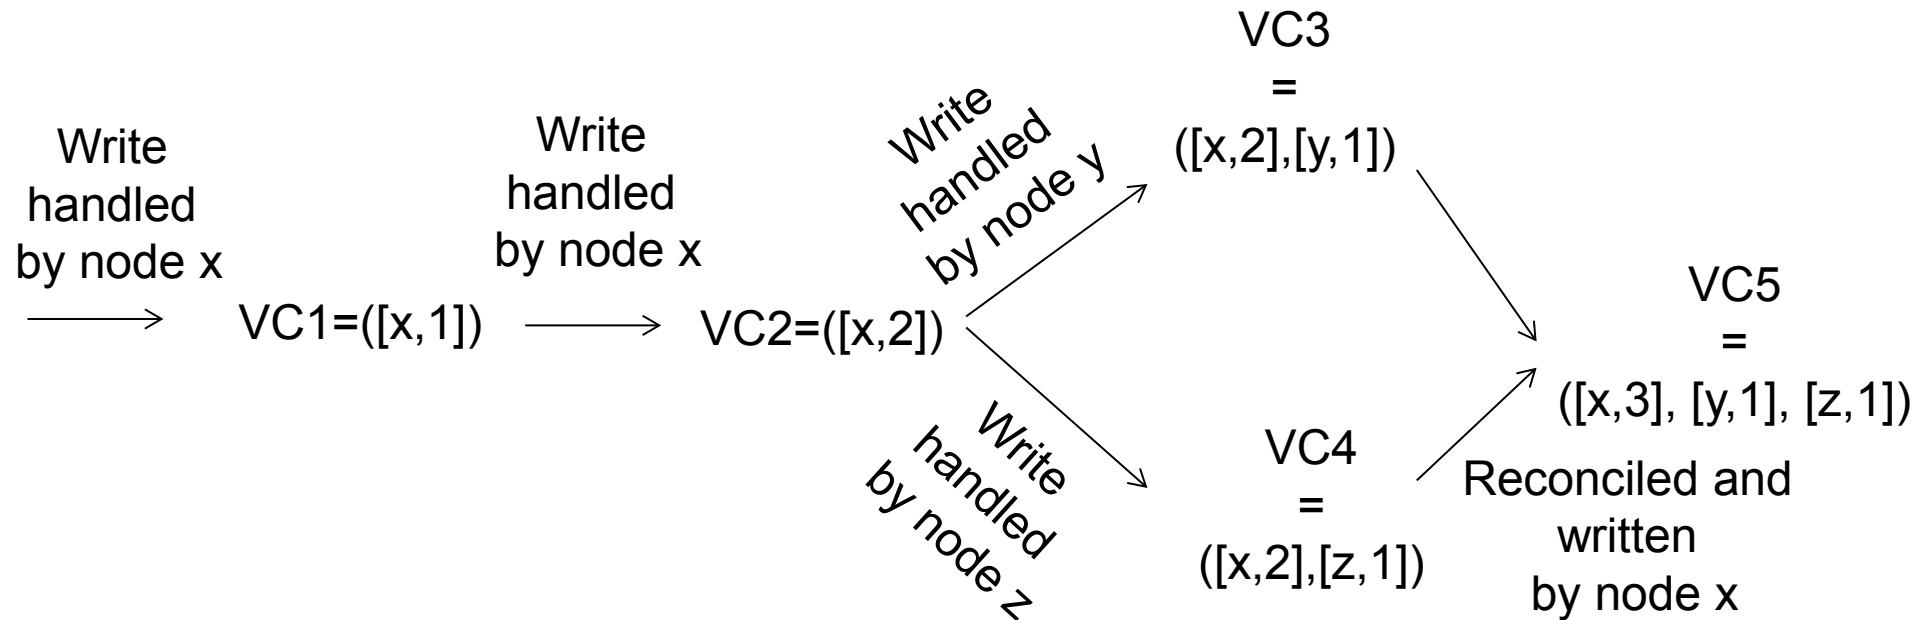 Write
handled
by node x
VC1=([x,1])
Write
handled
by node x
VC2=([x,2])
Write
handled
by node y
VC3
=
([x,2],[y,1])
Write
handled
by node z
VC4
=
([x,2],[z,1])
VC5
=
([x,3], [y,1], [z,1])
Reconciled and
written
by node x